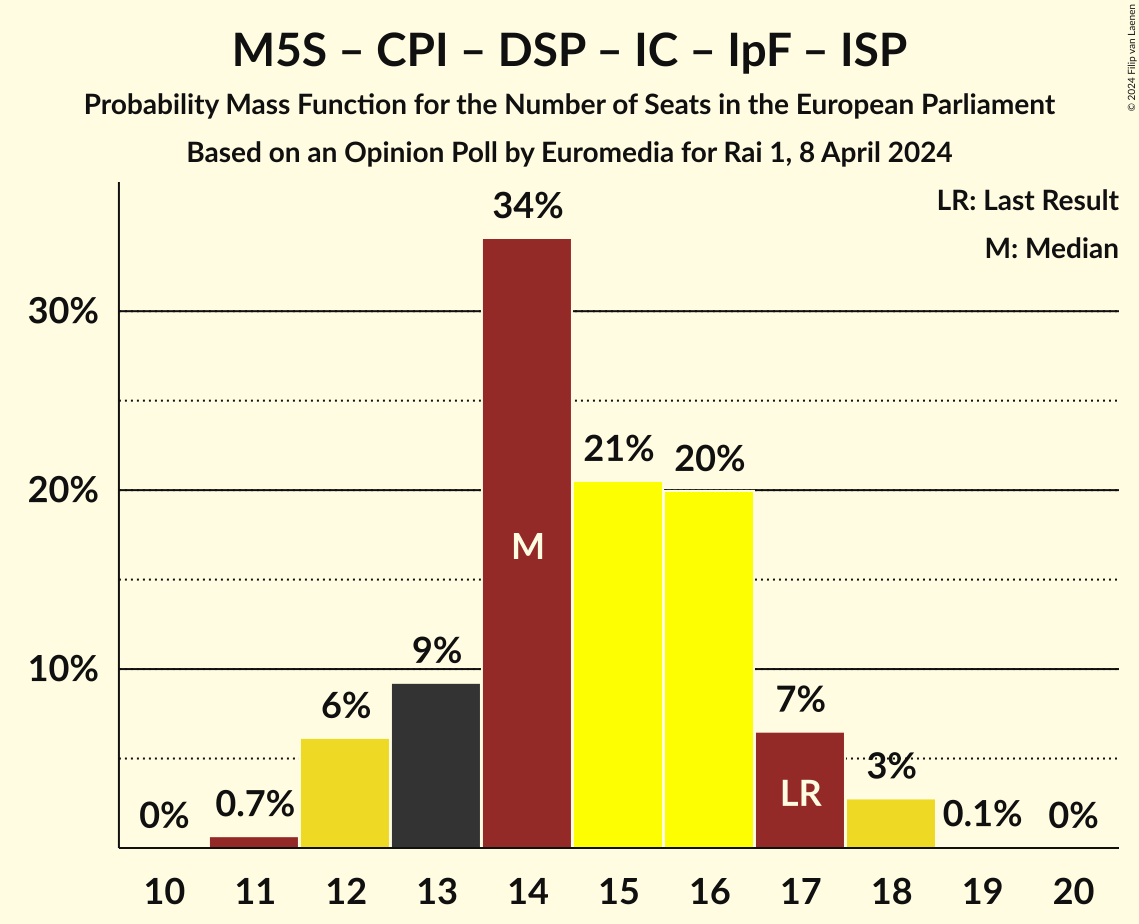 M5S – CPI – DSP – IC – IpF – ISP
Probability Mass Function for the Number of Seats in the European Parliament
Based on an Opinion Poll by Euromedia for Rai 1, 8 April 2024
© 2024 Filip van Laenen
LR: Last Result
M: Median
34%
30%
21%
20%
20%
M
9%
10%
6%
7%
3%
LR
0%
0.7%
0.1%
0%
10 11 12 13 14 15 16 17 18 19 20